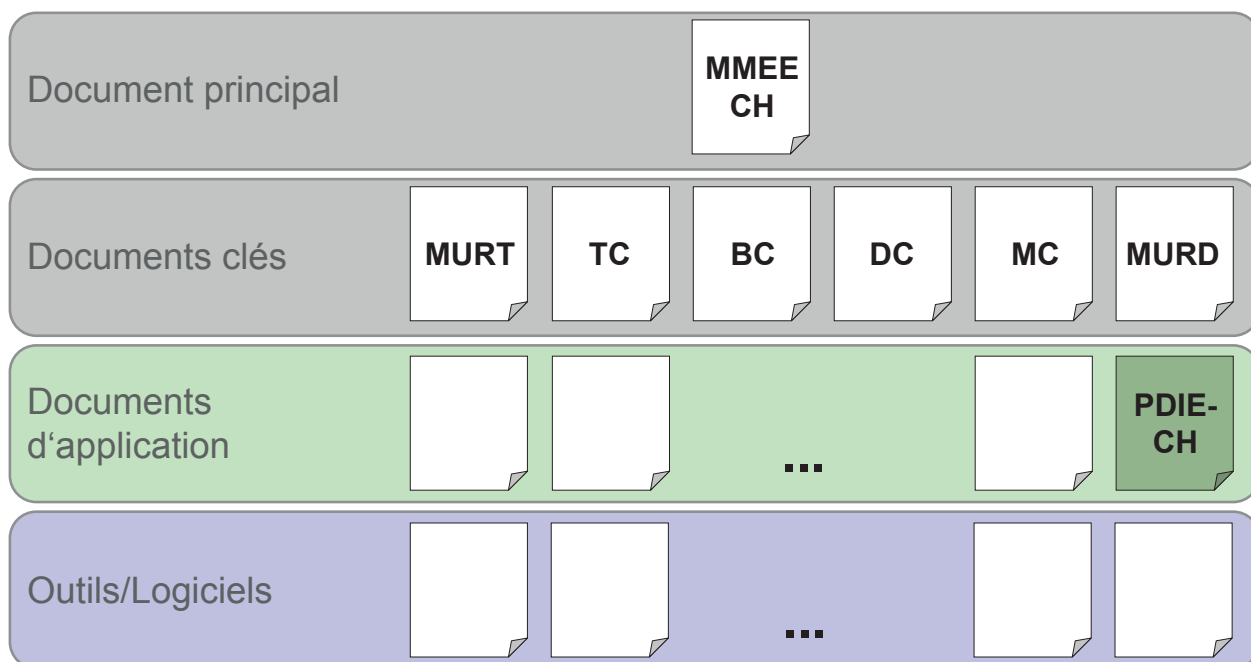 Document principal
MMEE
CH
Documents clés
MURT
TC
BC
DC
MC
MURD
Documents
d‘application
...
PDIE-
CH
Outils/Logiciels
...